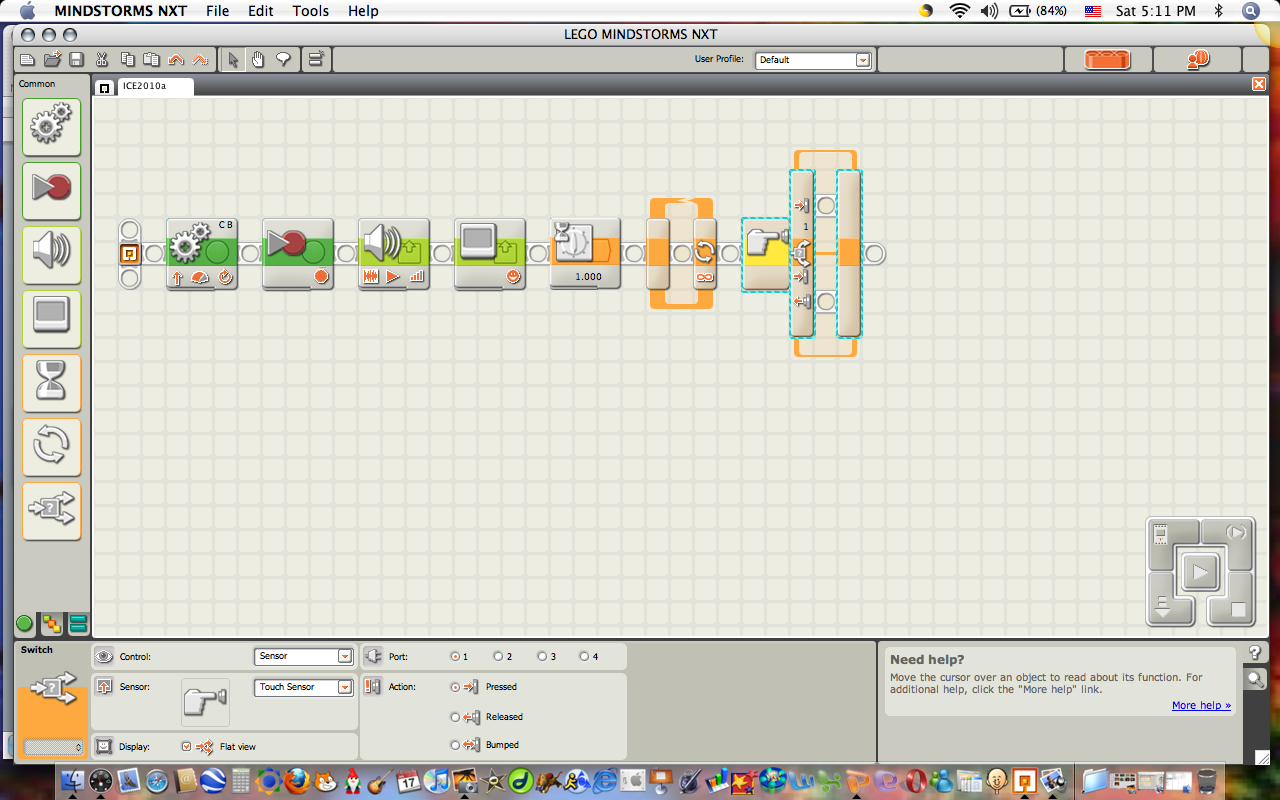 MINDSTORMS NXT File Edit Tools Help (84%) Sat 5:11 PM
LEGO MINDSTORMS NXT
User Profile: Default
Common
ICE2010a
C B
1
1.000
Switch
Control: Sensor
Port: 1 2 3 4
Sensor: Touch Sensor
Action: Pressed
Released
Bumped
Display: Flat view
Need help?
Move the cursor over an object to read about its function. For
additional help, click the "More help" link.
More help »
?
17